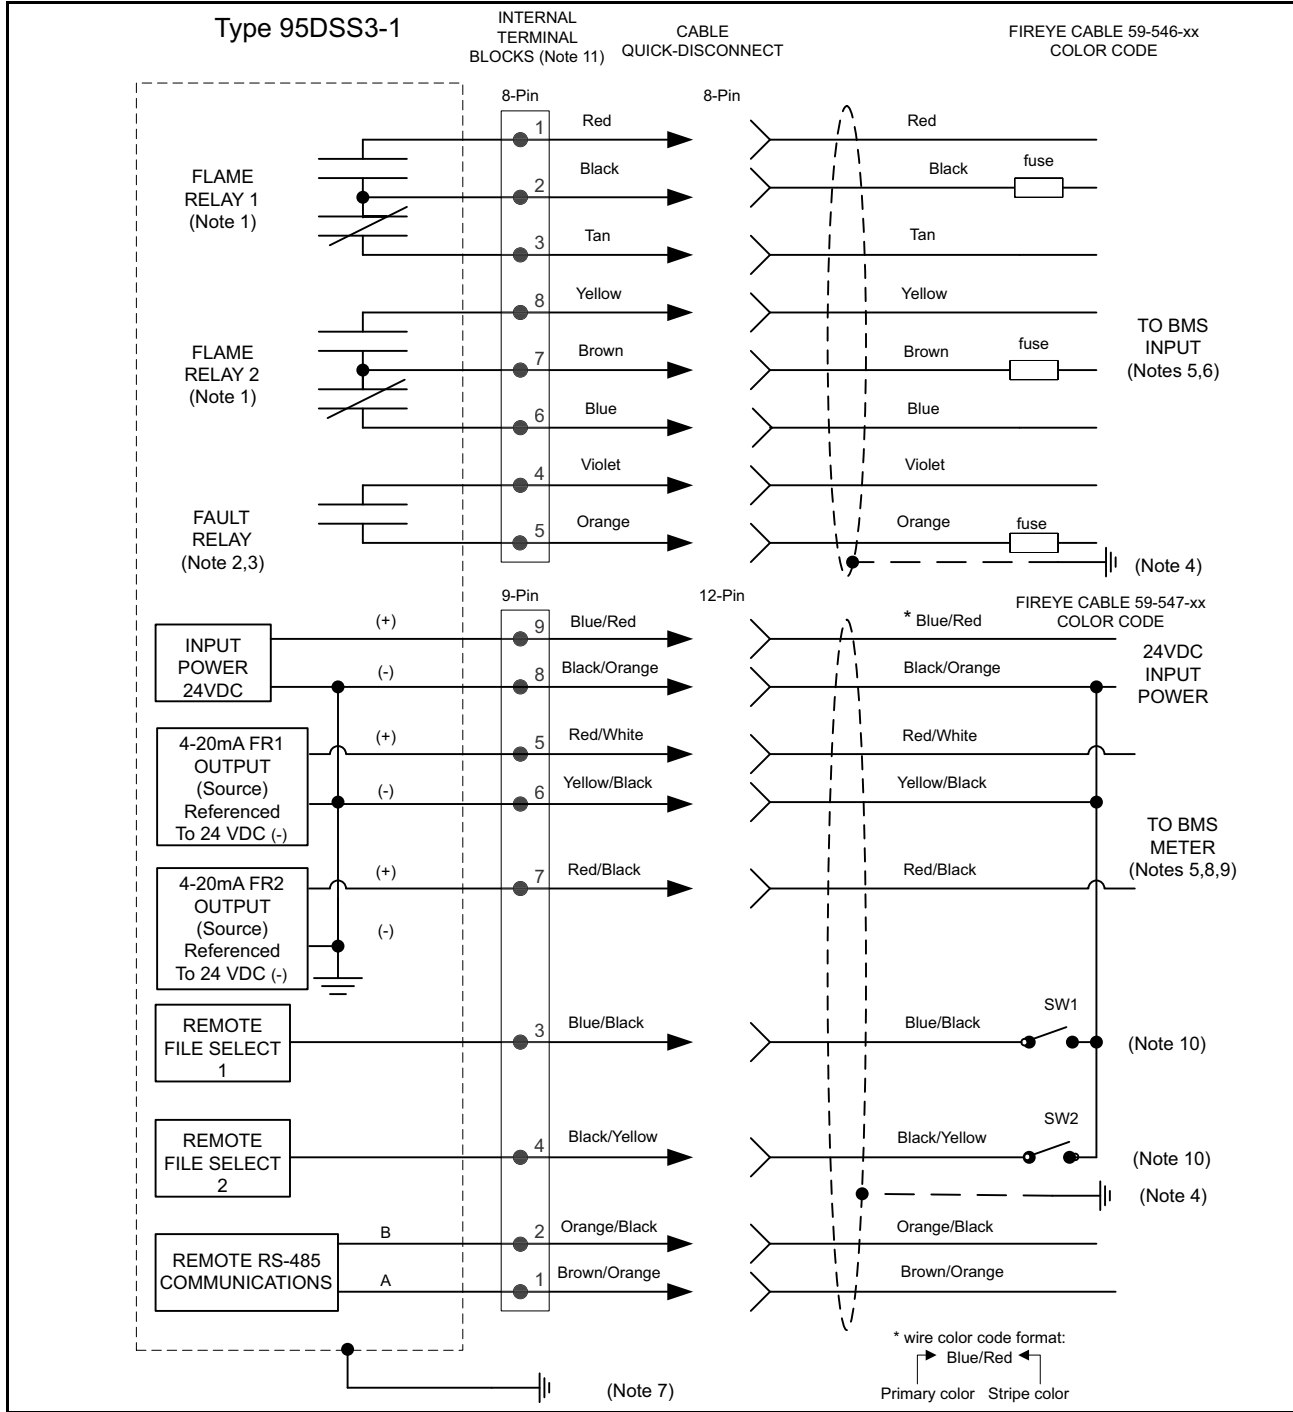 Type 95DSS3-1
INTERNAL
TERMINAL
BLOCKS (Note 11)
CABLE
QUICK-DISCONNECT
FIREYE CABLE 59-546-xx
COLOR CODE
8-Pin
8-Pin
FLAME
RELAY 1
(Note 1)
1
Red
Red
2
Black
Black
fuse
3
Tan
Tan
FLAME
RELAY 2
(Note 1)
8
Yellow
Yellow
7
Brown
Brown
fuse
6
Blue
Blue
TO BMS
INPUT
(Notes 5,6)
FAULT
RELAY
(Note 2,3)
4
Violet
Violet
5
Orange
Orange
fuse
(Note 4)
9-Pin
12-Pin
FIREYE CABLE 59-547-xx
COLOR CODE
INPUT
POWER
24VDC
(+)
9
Blue/Red
* Blue/Red
(-)
8
Black/Orange
Black/Orange
24VDC
INPUT
POWER
4-20mA FR1
OUTPUT
(Source)
Referenced
To 24 VDC (-)
(+)
5
Red/White
Red/White
(-)
6
Yellow/Black
Yellow/Black
TO BMS
METER
(Notes 5,8,9)
4-20mA FR2
OUTPUT
(Source)
Referenced
To 24 VDC (-)
(+)
7
Red/Black
Red/Black
(-)
REMOTE
FILE SELECT
1
3
Blue/Black
Blue/Black
SW1
(Note 10)
REMOTE
FILE SELECT
2
4
Black/Yellow
Black/Yellow
SW2
(Note 10)
(Note 4)
REMOTE RS-485
COMMUNICATIONS
B
2
Orange/Black
Orange/Black
A
1
Brown/Orange
Brown/Orange
(Note 7)
* wire color code format:
Blue/Red
Primary color
Stripe color